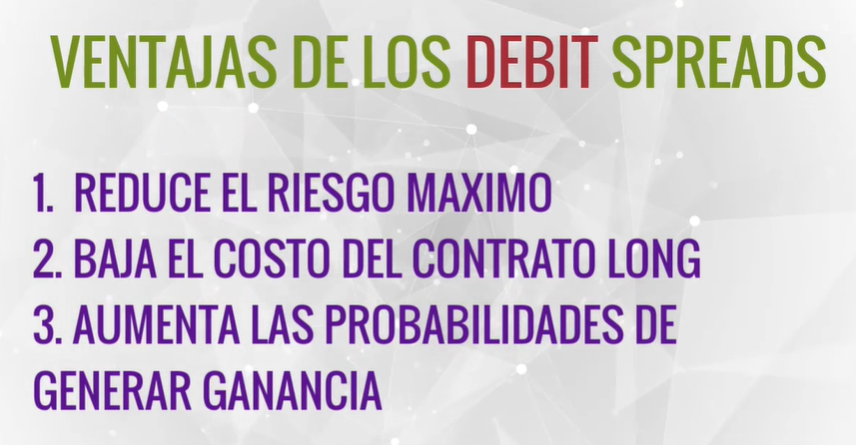 VENTAJAS DE LOS DEBIT SPREADS
1. REDUCE EL RIESGO MAXIMO
2. BAJA EL COSTO DEL CONTRATO LONG
3. AUMENTA LAS PROBABILIDADES DE
GENERAR GANANCIA